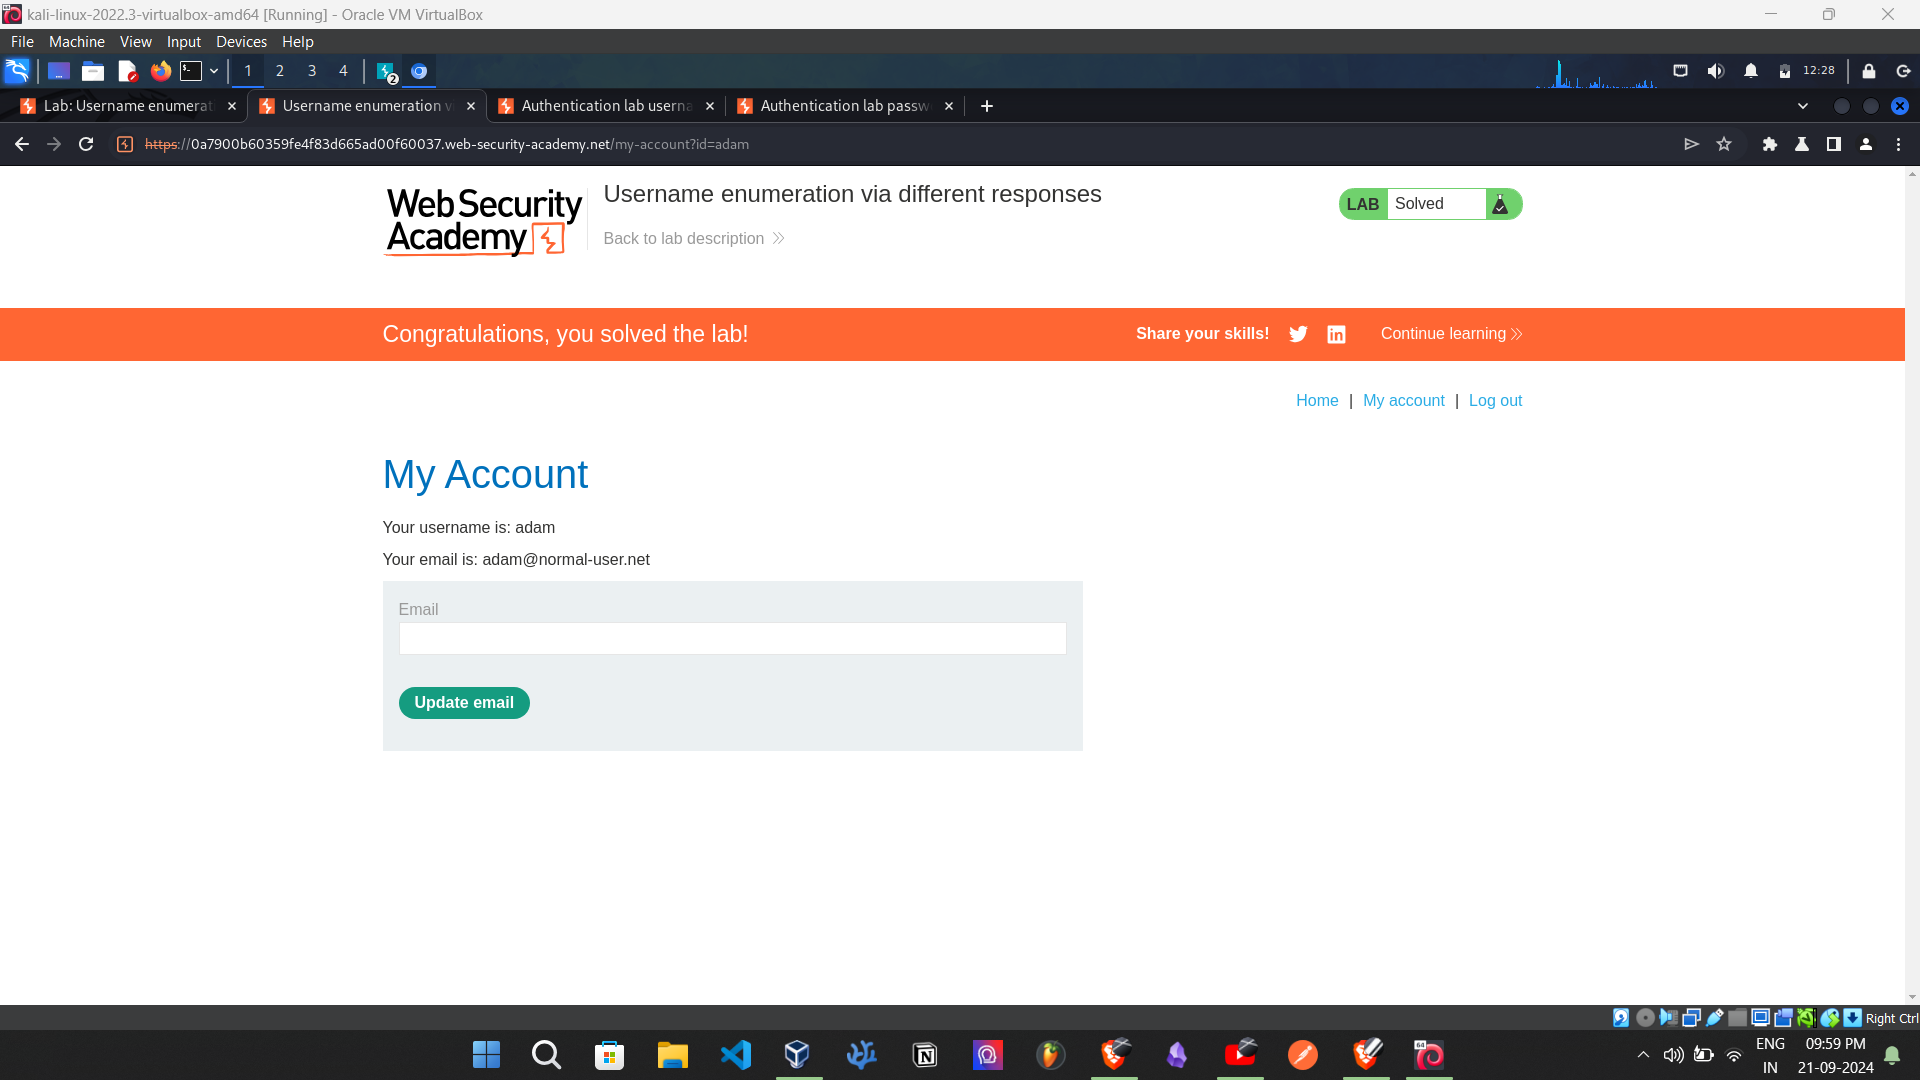 kali-linux-2022.3-virtualbox-amd64 [Running] - Oracle VM VirtualBox
File Machine View Input Devices Help
1 2 3 4 2 12:28
Lab: Username enumerat Username enumeration v Authentication lab userna Authentication lab passw
https://0a7900b60359fe4f83d665ad00f60037.web-security-academy.net/my-account?id=adam
Web Security
Academy
Username enumeration via different responses
Back to lab description
LAB Solved
Congratulations, you solved the lab!
Share your skills!
Continue learning
Home | My account | Log out
My Account
Your username is: adam
Your email is: adam@normal-user.net
Email
Update email
Right Ctrl
ENG
IN
09:59 PM
21-09-2024